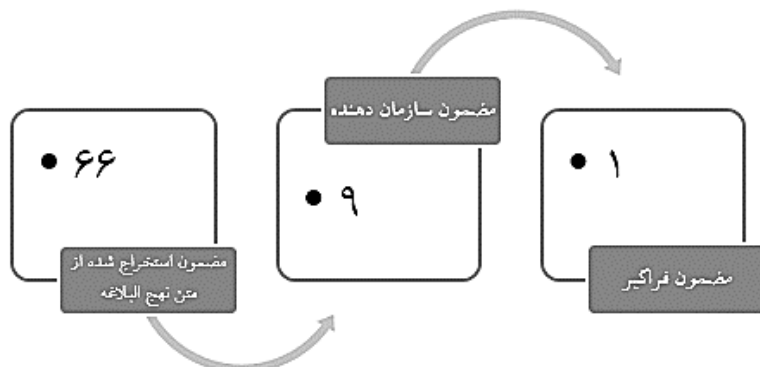 • ۶۶
مضمون استخراج شده از
متن نهج البلاغه
مضمون سازمان دهنده
• ۹
• ۱
مضمون فراگیر